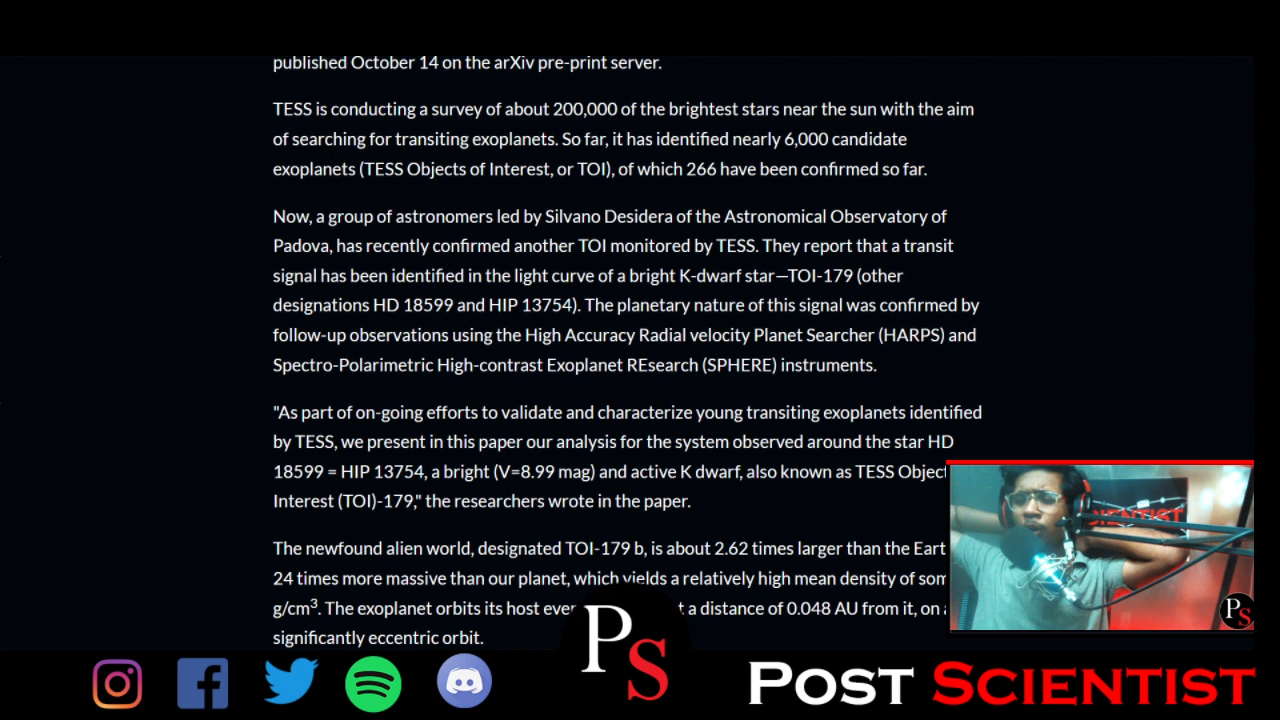 published October 14 on the arXiv pre-print server.
TESS is conducting a survey of about 200,000 of the brightest stars near the sun with the aim
of searching for transiting exoplanets. So far, it has identified nearly 6,000 candidate
exoplanets (TESS Objects of Interest, or TOI), of which 266 have been confirmed so far.
Now, a group of astronomers led by Silvano Desidera of the Astronomical Observatory of
Padova, has recently confirmed another TOI monitored by TESS. They report that a transit
signal has been identified in the light curve of a bright K-dwarf star—TOI-179 (other
designations HD 18599 and HIP 13754). The planetary nature of this signal was confirmed by
follow-up observations using the High Accuracy Radial velocity Planet Searcher (HARPS) and
Spectro-Polarimetric High-contrast Exoplanet REsearch (SPHERE) instruments.
"As part of on-going efforts to validate and characterize young transiting exoplanets identified
by TESS, we present in this paper our analysis for the system observed around the star HD
18599 = HIP 13754, a bright (V=8.99 mag) and active K dwarf, also known as TESS Object
Interest (TOI)-179," the researchers wrote in the paper.
The newfound alien world, designated TOI-179 b, is about 2.62 times larger than the Eart
24 times more massive than our planet, which yields a relatively high mean density of som
g/cm³. The exoplanet orbits its host ever t a distance of 0.048 AU from it, on a
significantly eccentric orbit.
IENTIST
PS
PS
POST SCIENTIST